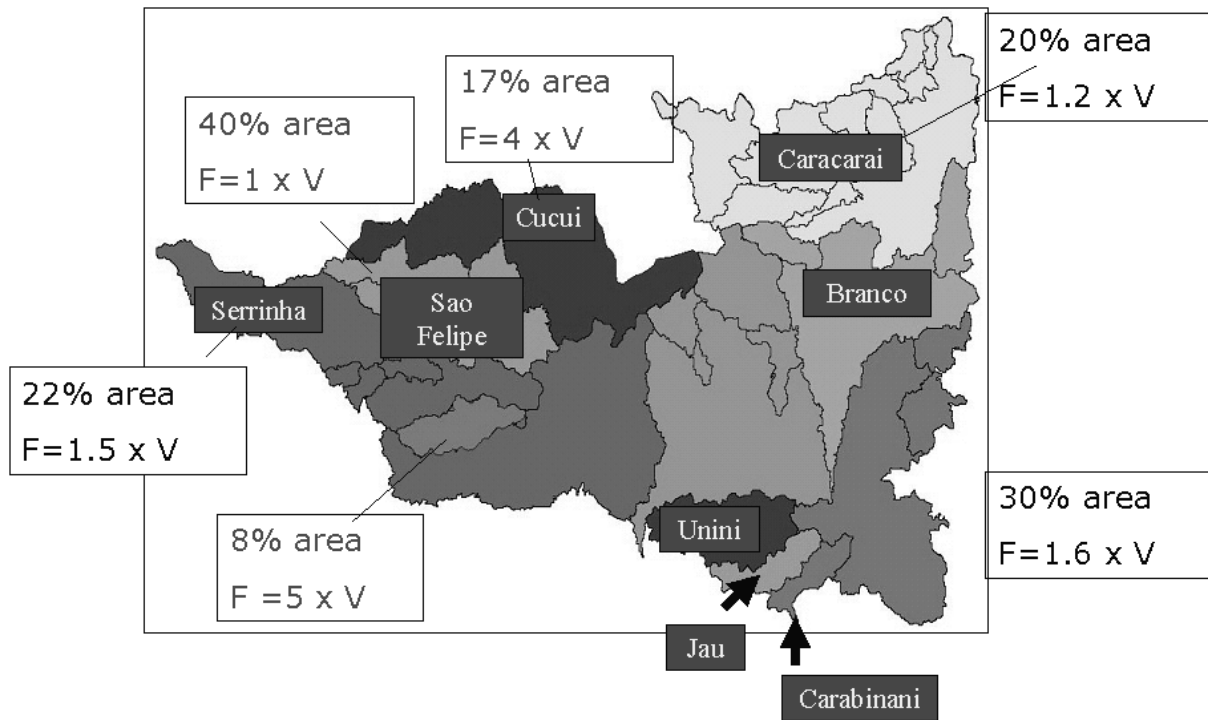 20% area
F=1.2 x V
17% area
F=4 x V
40% area
F=1 x V
Caracarai
Cucui
Branco
Serrinha
Sao
Felipe
22% area
F=1.5 x V
30% area
F=1.6 x V
Unini
8% area
F =5 x V
Jau
Carabinani